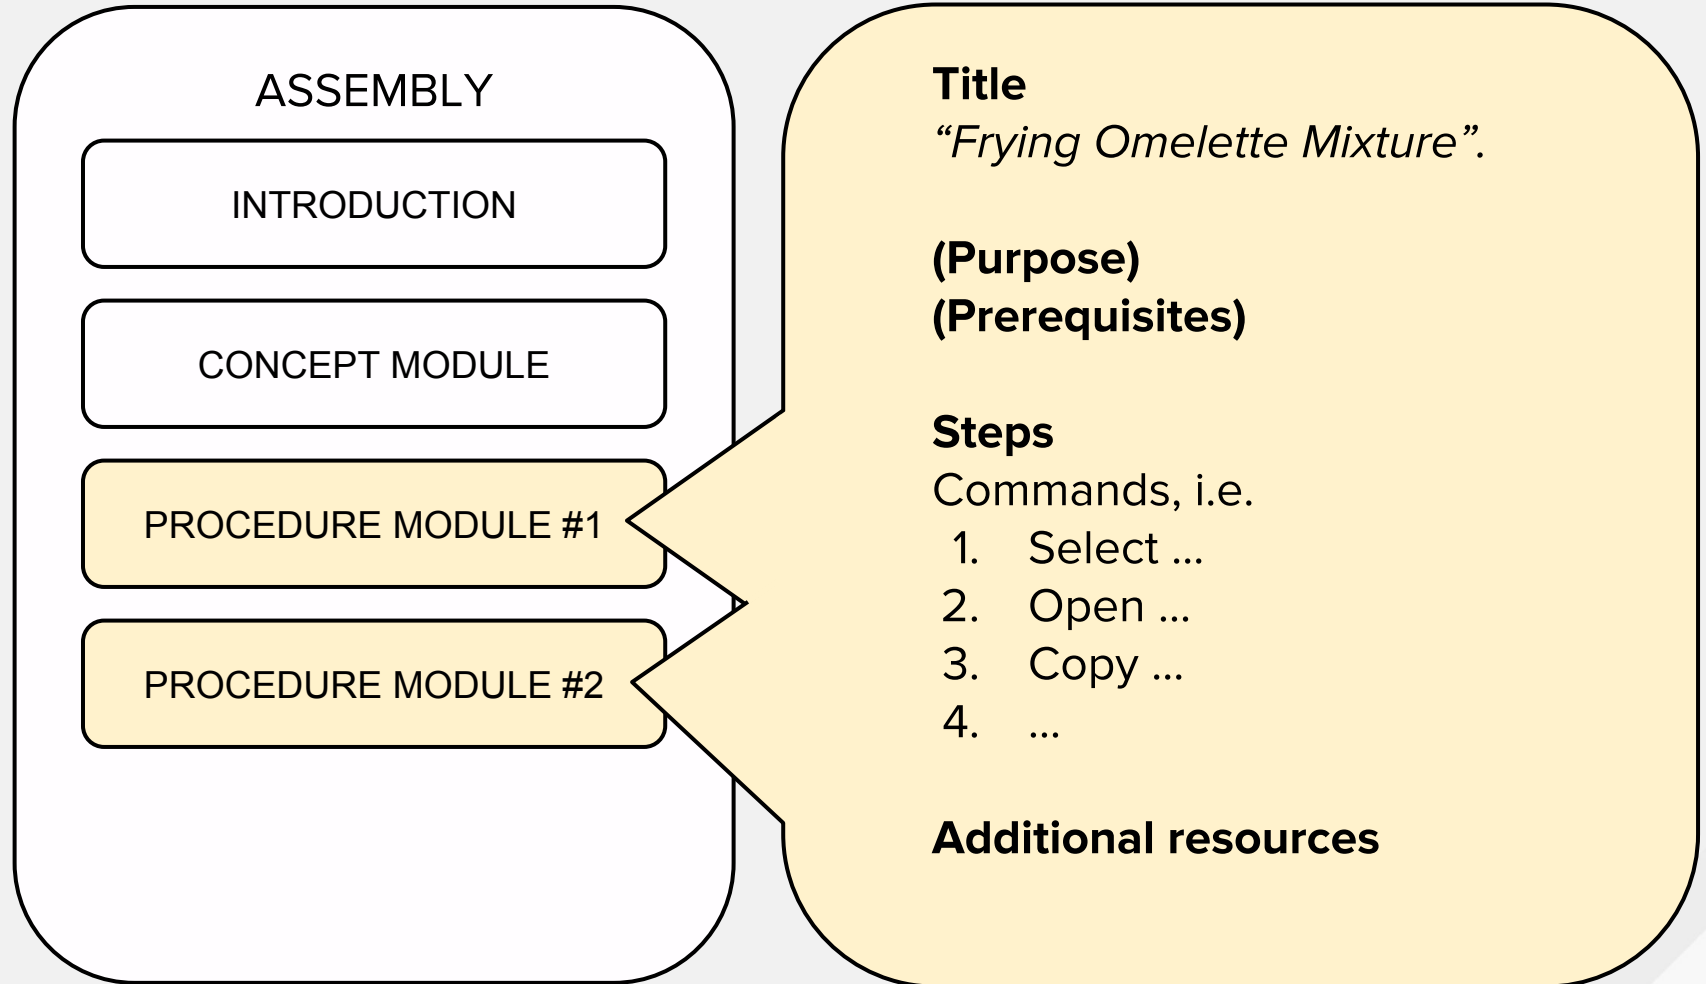 ASSEMBLY
INTRODUCTION
CONCEPT MODULE
PROCEDURE MODULE #1
PROCEDURE MODULE #2
Title
“Frying Omelette Mixture”.
(Purpose)
(Prerequisites)
Steps
Commands, i.e.
1. Select ...
2. Open ...
3. Copy ...
4. ...
Additional resources